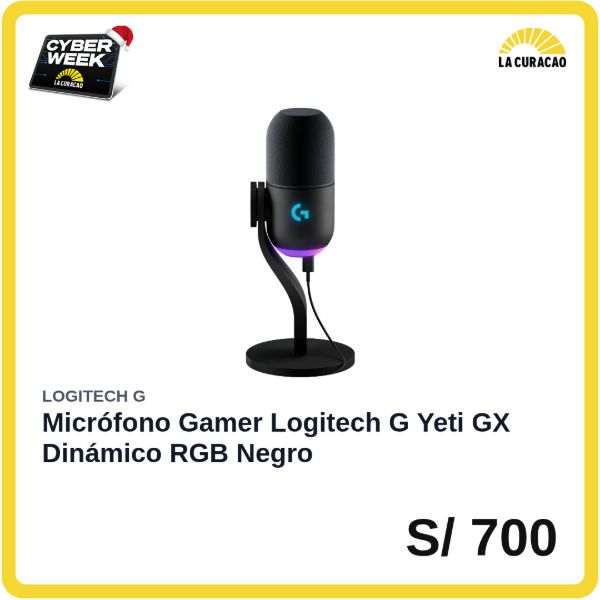 CYBER
WEEK
LA CURACAO
LA CURACAO
LOGITECH G
Micrófono Gamer Logitech G Yeti GX
Dinámico RGB Negro
S/ 700